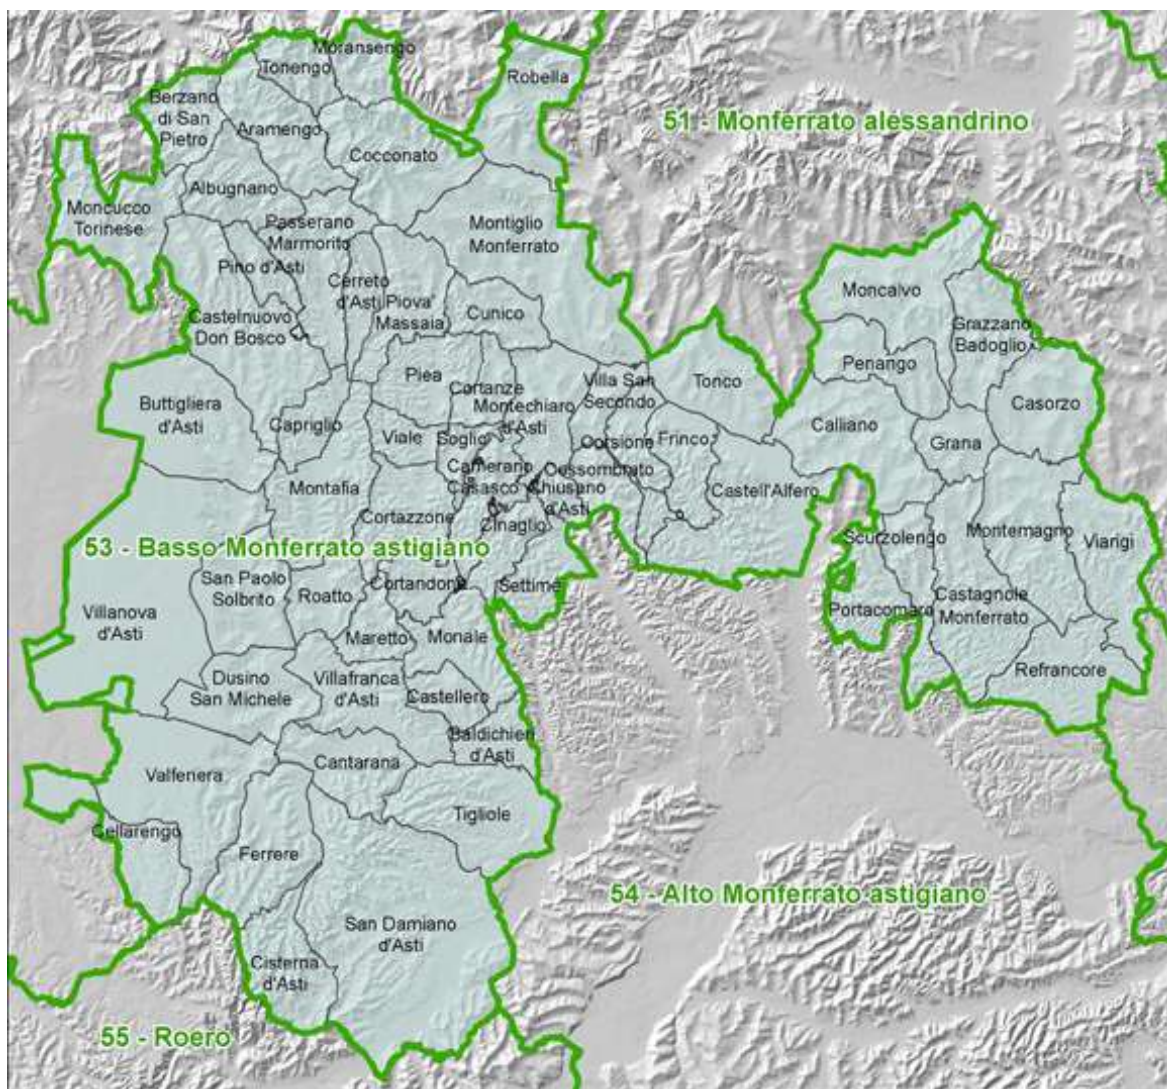 Moransengo
Tonengo
Robella
Berzano
di San
Pietro
Aramengo
Cocconato
51 - Monferrato alessandrino
Albugnano
Moncucco
Torinese
Passerano
Marmorito
Montiglio
Monferrato
Pino d'Asti
Cerreto
d'Asti
Piova'
Massaia
Cunico
Castelnuovo
Don Bosco
Moncalvo
Grazzano
Badoglio
Penango
Piea
Cortanze
Villa San
Secondo
Tonco
Buttigliera
d'Asti
Montechiaro
d'Asti
Casorzo
Capriglio
Viale
Soglio
Corsione
Frinco
Calliano
Grana
Camerano
Casasco
Cossombrato
Chiusano
d'Asti
Castell'Alfero
Montafia
Cortazzone
Cinaglio
53 - Basso Monferrato astigiano
Scurzolengo
Montemagno
Viarigi
San Paolo
Solbrito
Roatto
Cortandone
Settime
Villanova
d'Asti
Portacomaro
Castagnole
Monferrato
Maretto
Monale
Refrancore
Dusino
San Michele
Villafranca
d'Asti
Castellero
Baldichieri
d'Asti
Valfenera
Cantarana
Tigliole
Cellarengo
Ferrere
54 - Alto Monferrato astigiano
San Damiano
d'Asti
Cisterna
d'Asti
55 - Roero